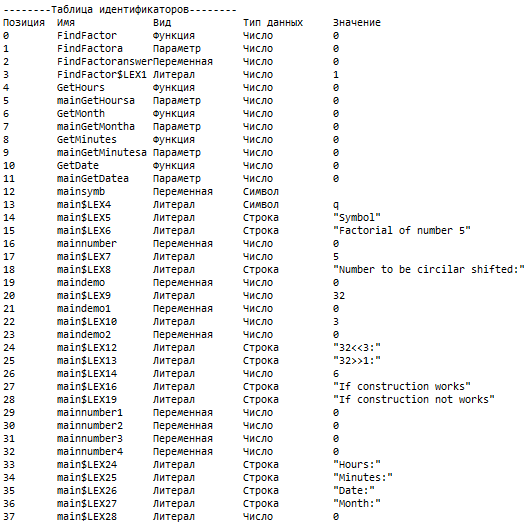 --------Таблица идентификаторов--------
Позиция Имя Вид Тип данных Значение
0 FindFactor Функция Число 0
1 FindFactora Параметр Число 0
2 FindFactoranswerПеременная Число 0
3 FindFactor$LEX1 Литерал Число 1
4 GetHours Функция Число 0
5 mainGetHoursa Параметр Число 0
6 GetMonth Функция Число 0
7 mainGetMontha Параметр Число 0
8 GetMinutes Функция Число 0
9 mainGetMinutesa Параметр Число 0
10 GetDate Функция Число 0
11 mainGetDatea Параметр Число 0
12 mainsymb Переменная Символ
13 main$LEX4 Литерал Символ q
14 main$LEX5 Литерал Строка "Symbol"
15 main$LEX6 Литерал Строка "Factorial of number 5"
16 mainnumber Переменная Число 0
17 main$LEX7 Литерал Число 5
18 main$LEX8 Литерал Строка "Number to be circilar shifted:"
19 maindemo Переменная Число 0
20 main$LEX9 Литерал Число 32
21 maindemo1 Переменная Число 0
22 main$LEX10 Литерал Число 3
23 maindemo2 Переменная Число 0
24 main$LEX12 Литерал Строка "32<<3:"
25 main$LEX13 Литерал Строка "32>>1:"
26 main$LEX14 Литерал Число 6
27 main$LEX16 Литерал Строка "If construction works"
28 main$LEX19 Литерал Строка "If construction not works"
29 mainnumber1 Переменная Число 0
30 mainnumber2 Переменная Число 0
31 mainnumber3 Переменная Число 0
32 mainnumber4 Переменная Число 0
33 main$LEX24 Литерал Строка "Hours:"
34 main$LEX25 Литерал Строка "Minutes:"
35 main$LEX26 Литерал Строка "Date:"
36 main$LEX27 Литерал Строка "Month:"
37 main$LEX28 Литерал Число 0